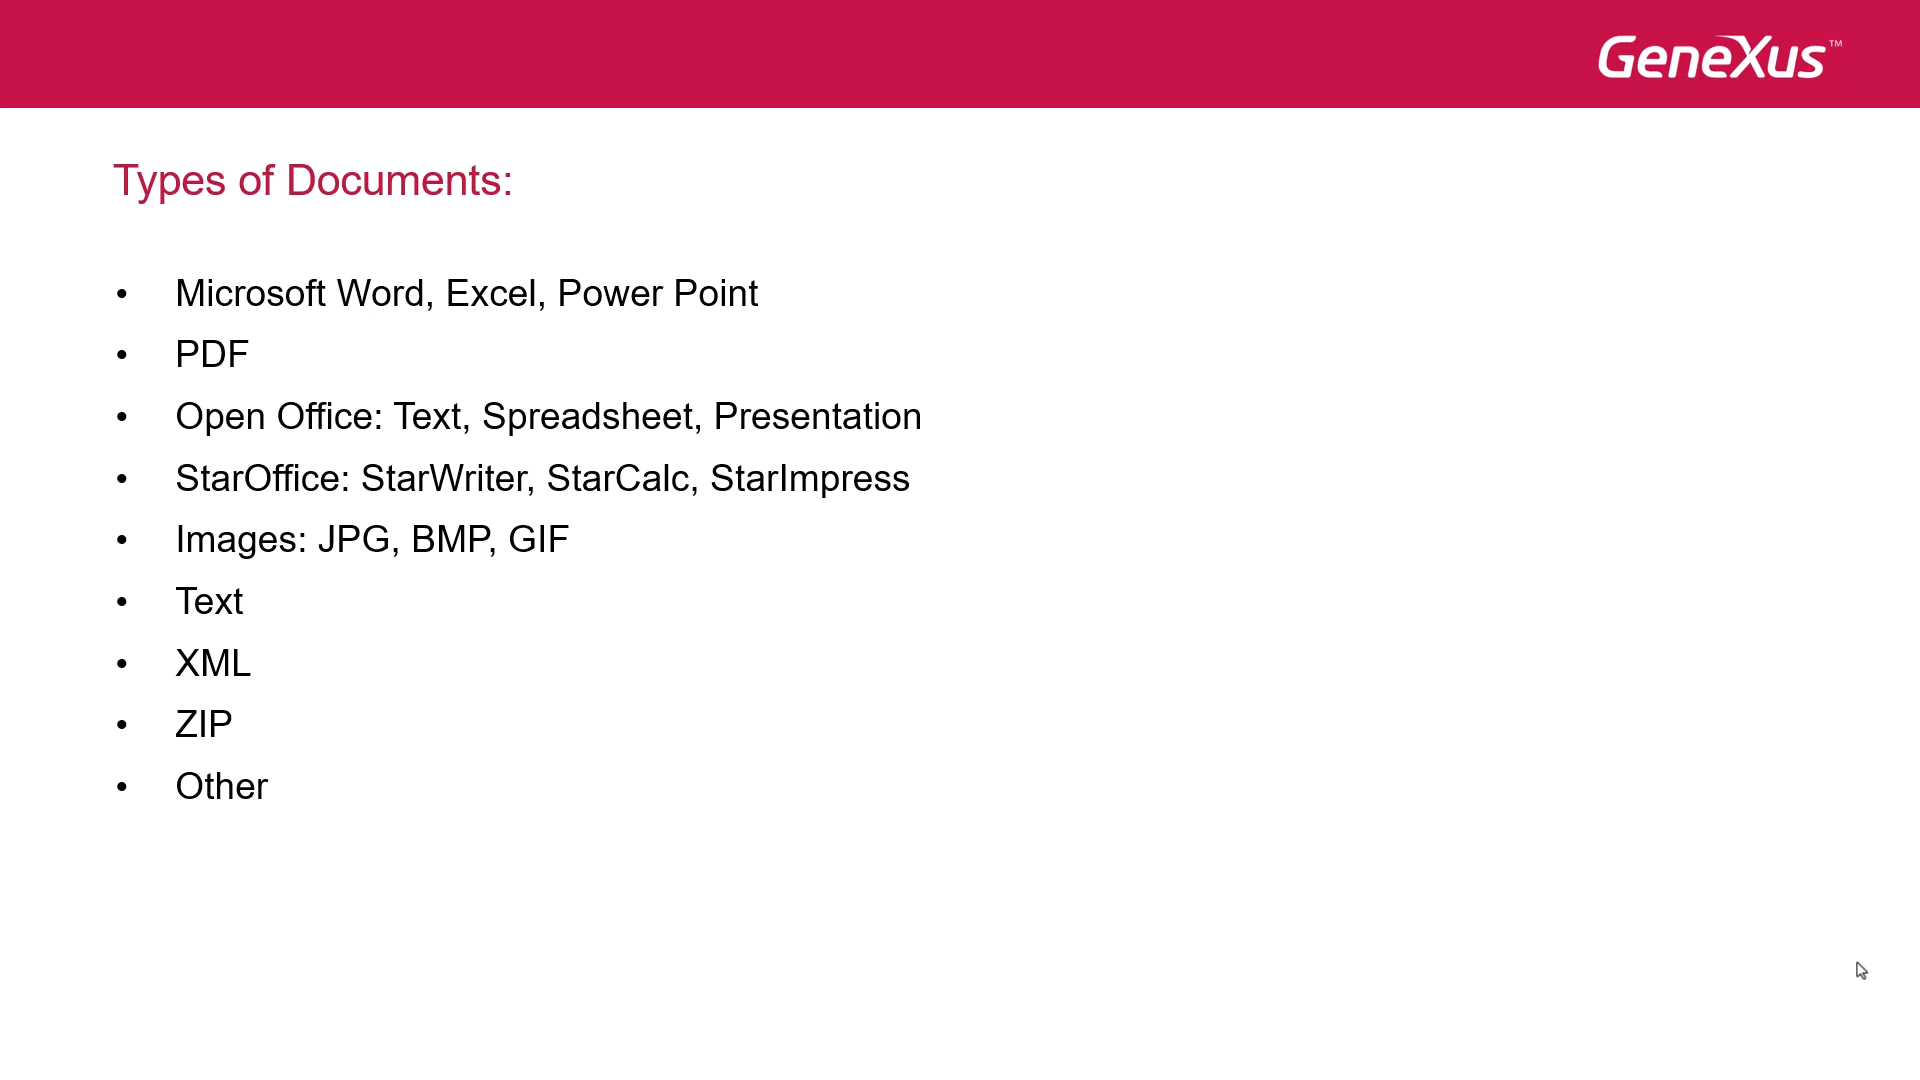 GeneXus™
Types of Documents:
• Microsoft Word, Excel, Power Point
• PDF
• Open Office: Text, Spreadsheet, Presentation
• StarOffice: StarWriter, StarCalc, StarImpress
• Images: JPG, BMP, GIF
• Text
• XML
• ZIP
• Other